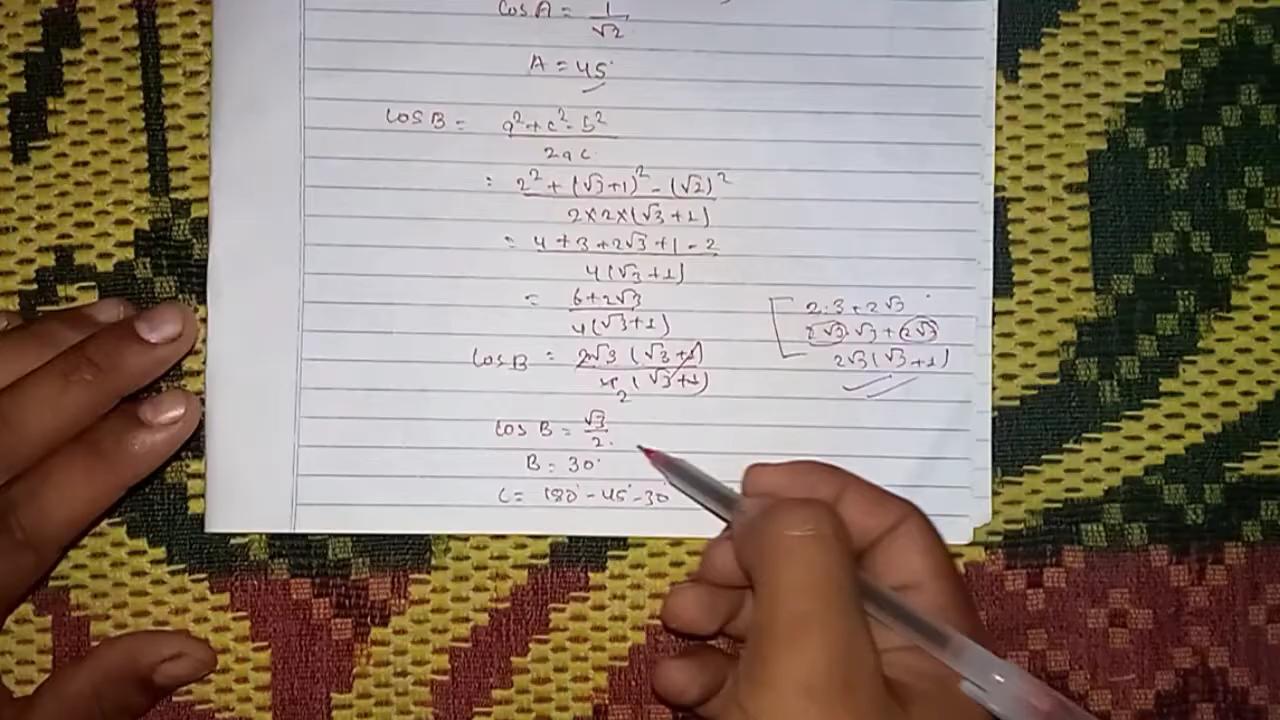 cos A = 1/√2
A = 45°
cos B = a² + c² - b² / 2ac
= 2² + (√3+1)² - (√2)² / 2×2×(√3+1)
= 4 + 3 + 2√3 + 1 - 2 / 4(√3+1)
= 6 + 2√3 / 4(√3+1)
cos B = 2√3 (√3+1) / 4 2 (√3+1)
cos B = √3/2.
B = 30°
C = 180° - 45° - 30
2.3 + 2√3
2√3.√3 + 2√3
2√3(√3+1)